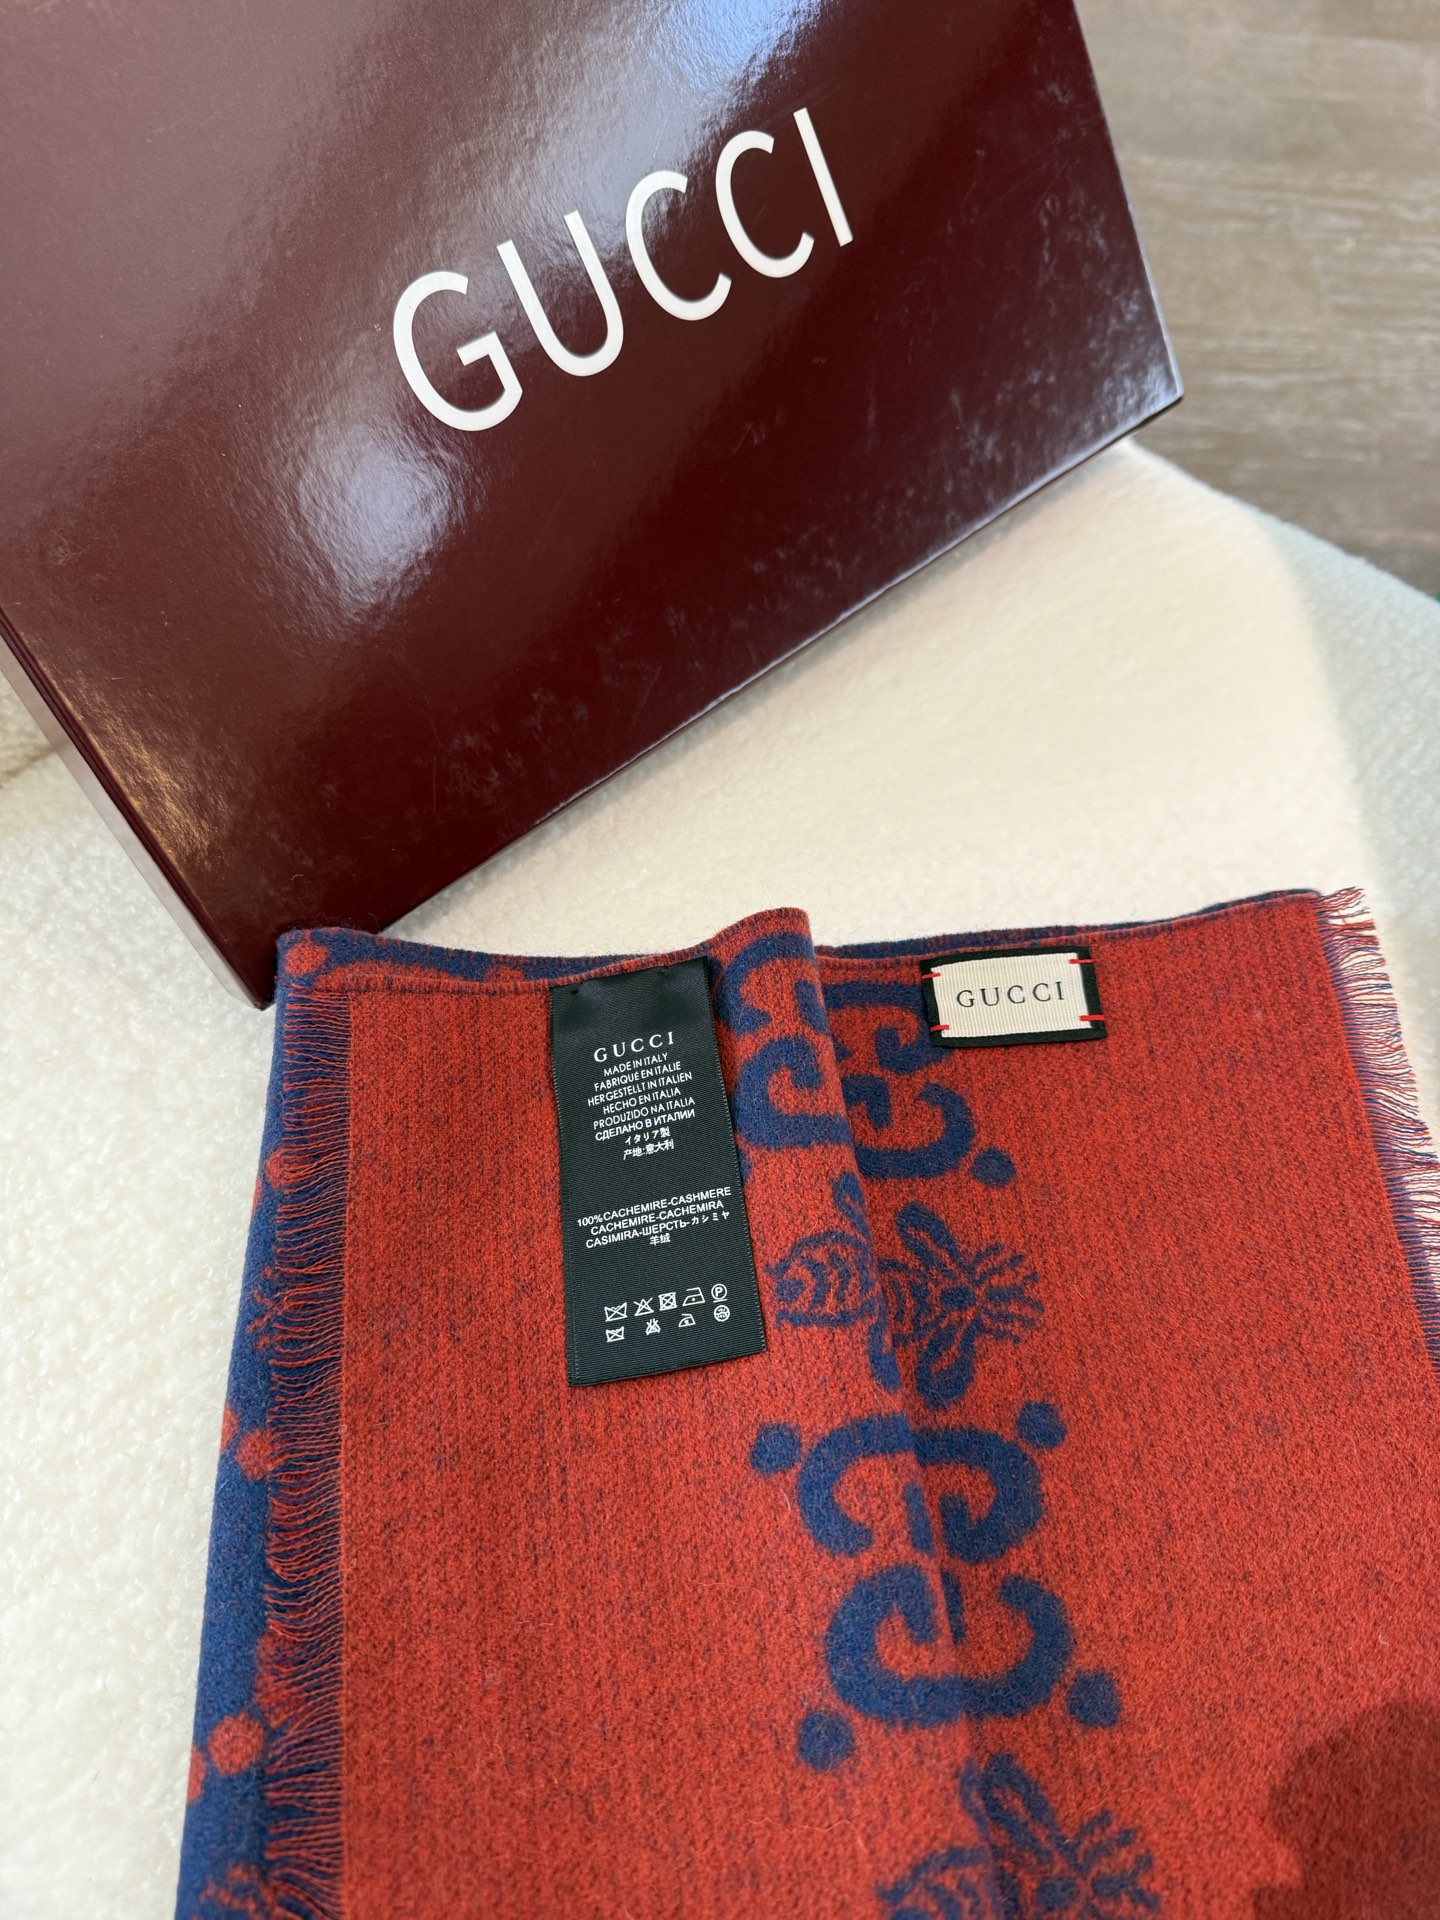 GUCCI
GUCCI
GUCCI
MADE IN ITALY
FABRIQUÉ EN ITALIE
HERGESTELLT IN ITALIEN
HECHO EN ITALIA
PRODUZIDO NA ITALIA
СДЕЛАНО В ИТАЛИИ
イタリア製
产地:意大利
100%CACHEMIRE-CASHMERE
CACHEMIRE-CACHEMIRA
CASIMIRA-ШЕРСТЬ-カシミヤ
羊绒
P